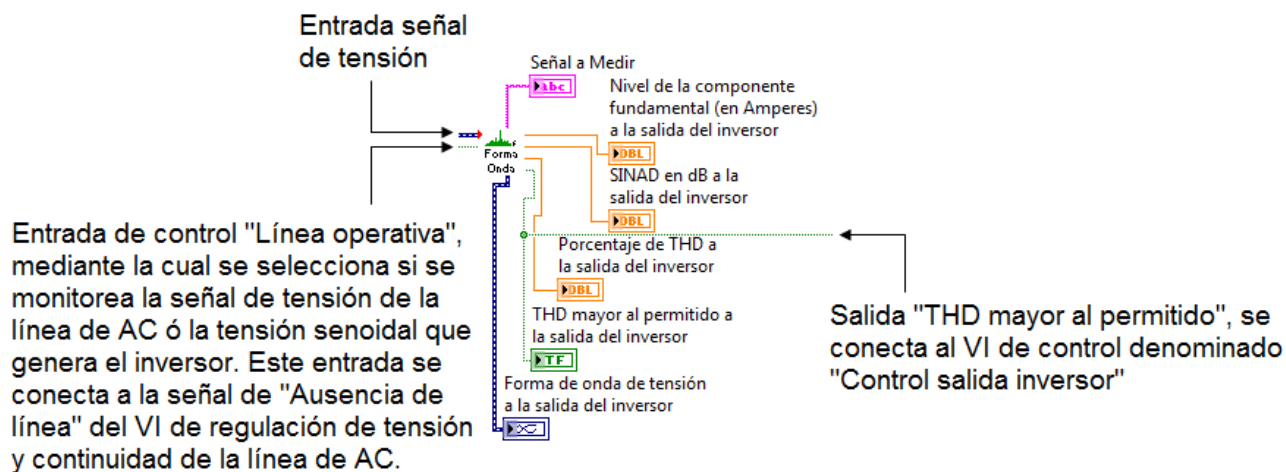 Entrada señal
de tensión
Señal a Medir
abc
Nivel de la componente
fundamental (en Amperes)
a la salida del inversor
DBL
Forma
Onda
SINAD en dB a la
salida del inversor
DBL
Entrada de control "Línea operativa",
mediante la cual se selecciona si se
monitorea la señal de tensión de la
línea de AC ó la tensión senoidal que
genera el inversor. Este entrada se
conecta a la señal de "Ausencia de
línea" del VI de regulación de tensión
y continuidad de la línea de AC.
Porcentaje de THD a
la salida del inversor
DBL
THD mayor al permitido a
la salida del inversor
TF
Forma de onda de tensión
a la salida del inversor
Salida "THD mayor al permitido", se
conecta al VI de control denominado
"Control salida inversor"